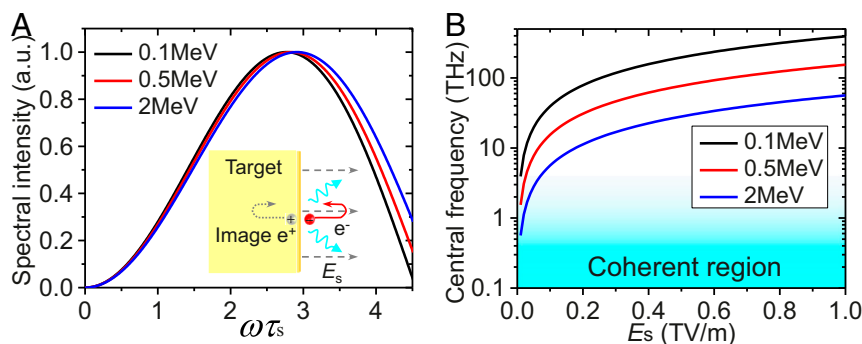 A
Spectral intensity (a.u.)
1.0
0.8
0.6
0.4
0.2
0.0
0.1MeV
0.5MeV
2MeV
Target
Image e⁺
+
-
e⁻
Eₛ
0 1 2 3 4
ωτₛ
B
Central frequency (THz)
100
10
1
0.1
0.1MeV
0.5MeV
2MeV
Coherent region
0.0 0.2 0.4 0.6 0.8 1.0
Eₛ (TV/m)